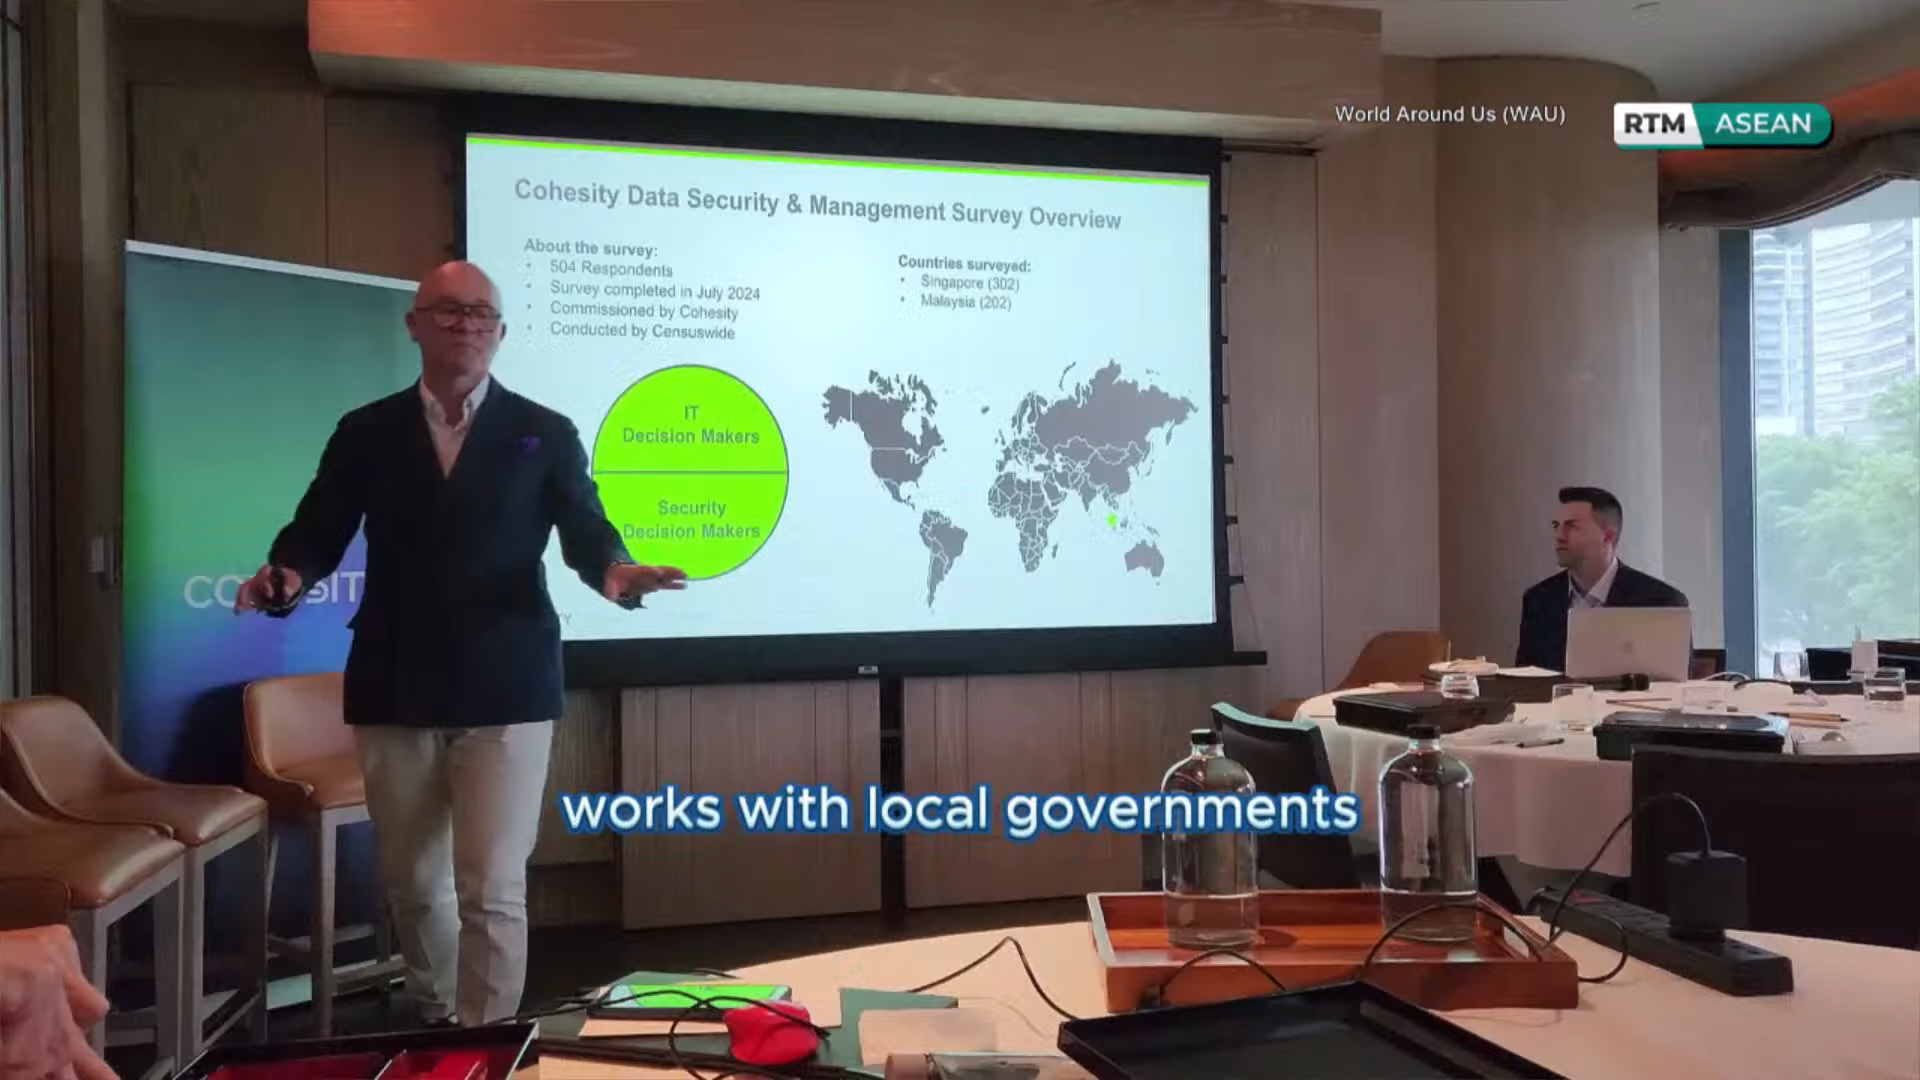 World Around Us (WAU)
RTM ASEAN
Cohesity Data Security & Management Survey Overview
About the survey:
• 504 Respondents
• Survey completed in July 2024
• Commissioned by Cohesity
• Conducted by Censuswide
Countries surveyed:
• Singapore (302)
• Malaysia (202)
IT
Decision Makers
Security
Decision Makers
works with local governments